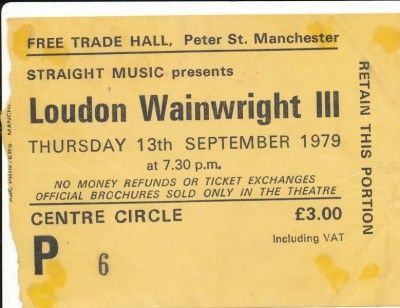 FREE TRADE HALL, Peter St. Manchester
STRAIGHT MUSIC presents
Loudon Wainwright III
THURSDAY 13th SEPTEMBER 1979
at 7.30 p.m.
NO MONEY REFUNDS OR TICKET EXCHANGES
OFFICIAL BROCHURES SOLD ONLY IN THE THEATRE
CENTRE CIRCLE £3.00
Including VAT
P 6
RETAIN THIS PORTION